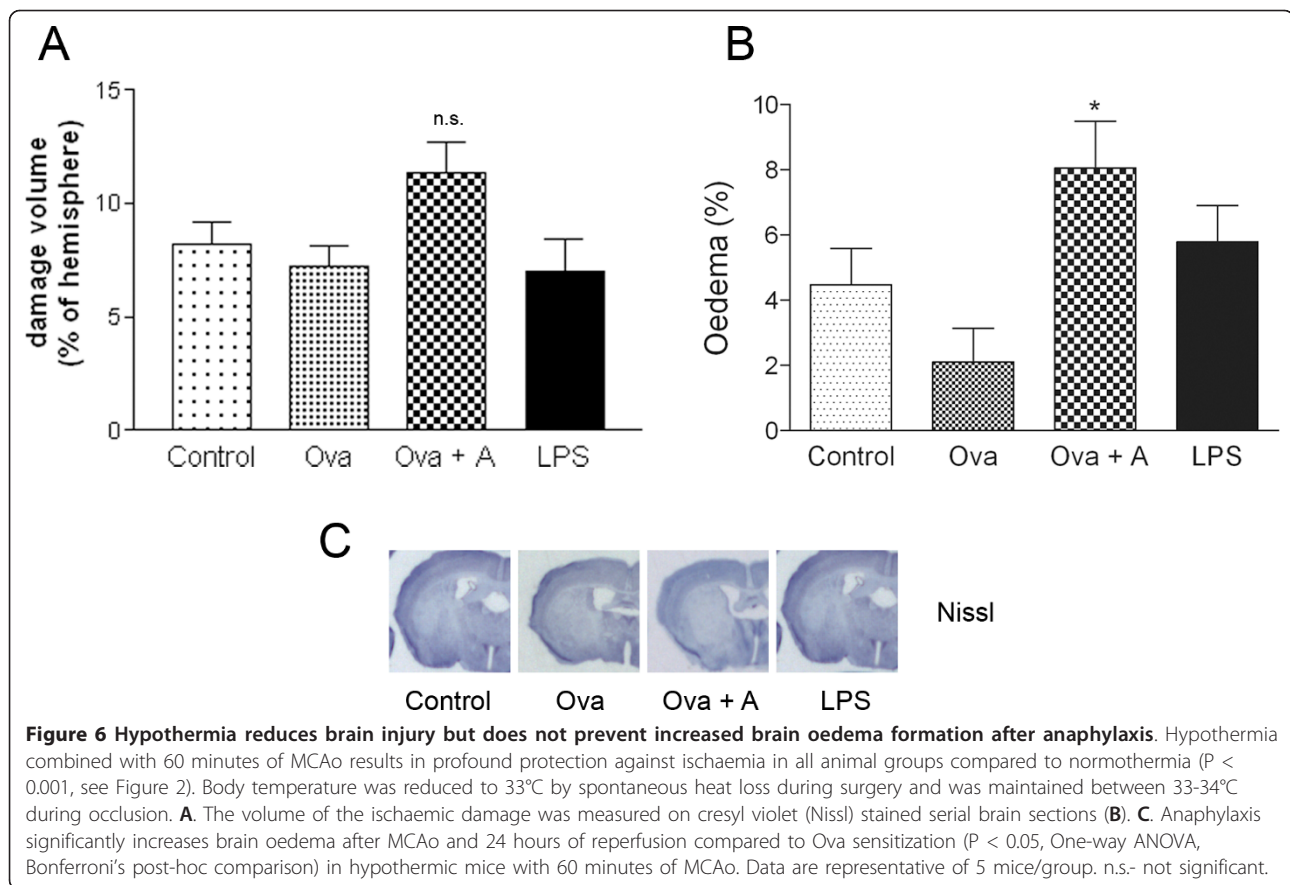 A
B
15
10
5
0
damage volume
(% of hemisphere)
n.s.
Control Ova Ova + A LPS
10
8
6
4
2
0
Oedema (%)
*
Control Ova Ova + A LPS
C
Nissl
Control Ova Ova + A LPS
Figure 6 Hypothermia reduces brain injury but does not prevent increased brain oedema formation after anaphylaxis. Hypothermia
combined with 60 minutes of MCAo results in profound protection against ischaemia in all animal groups compared to normothermia (P <
0.001, see Figure 2). Body temperature was reduced to 33°C by spontaneous heat loss during surgery and was maintained between 33-34°C
during occlusion. A. The volume of the ischaemic damage was measured on cresyl violet (Nissl) stained serial brain sections (B). C. Anaphylaxis
significantly increases brain oedema after MCAo and 24 hours of reperfusion compared to Ova sensitization (P < 0.05, One-way ANOVA,
Bonferroni's post-hoc comparison) in hypothermic mice with 60 minutes of MCAo. Data are representative of 5 mice/group. n.s.- not significant.